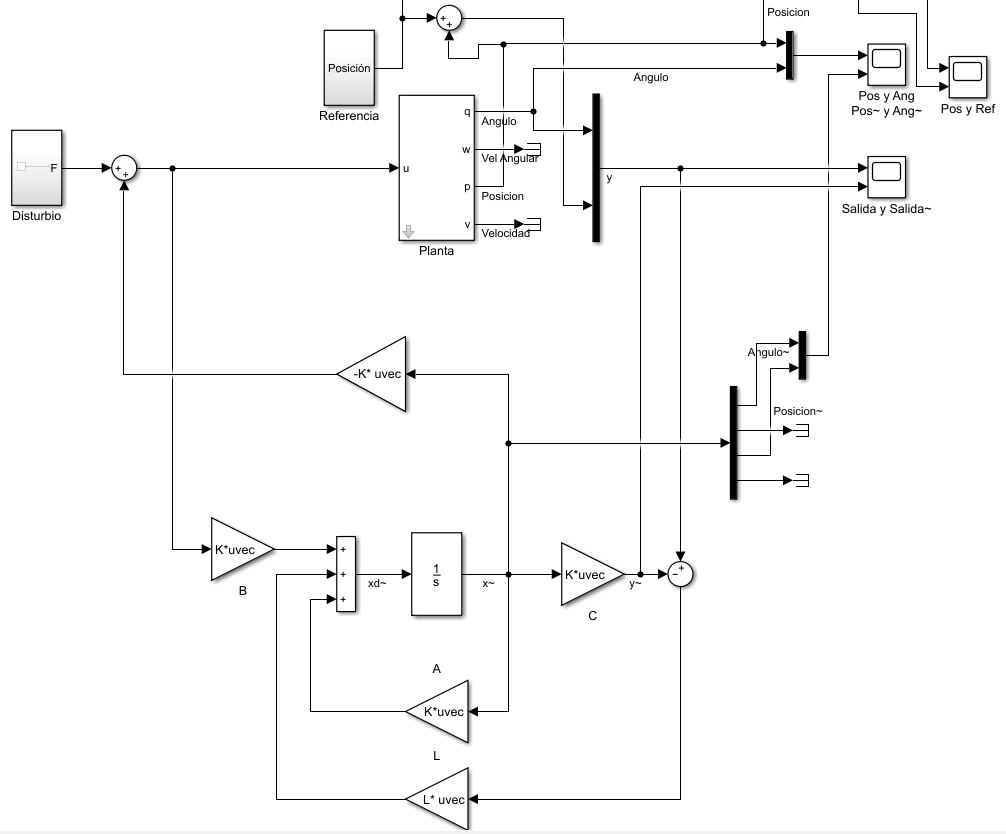 Posicion
+
+
Posición
Referencia
Angulo
Pos y Ang
Pos~ y Ang~
Pos y Ref
q
Angulo
w
Vel Angular
u
p
Posicion
v
Velocidad
Planta
F
+
+
Disturbio
y
Salida y Salida~
-K* uvec
Angulo~
Posicion~
K*uvec
B
+
+
+
xd~
1
s
x~
K*uvec
C
y~
+
−
A
K*uvec
L
L* uvec